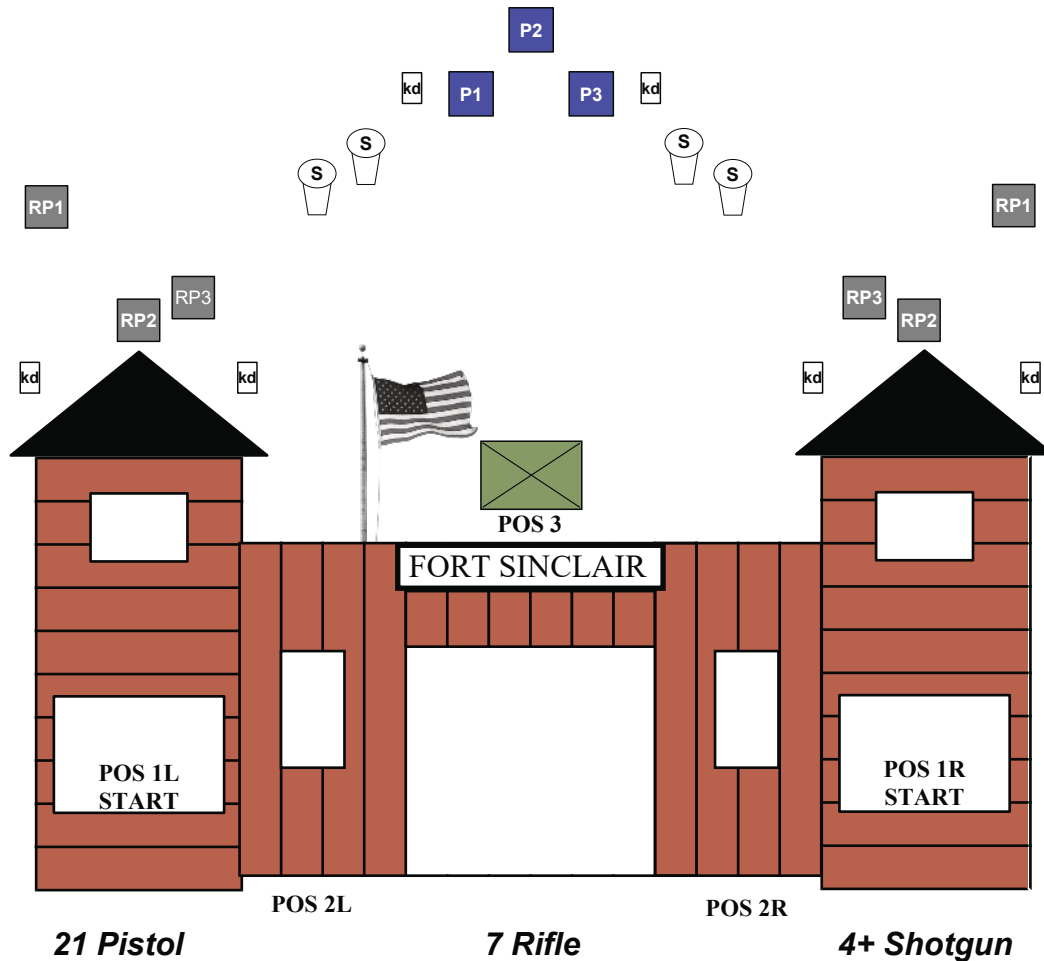 P2
kd
P1
P3
kd
S
S
S
S
RP1
RP1
RP3
RP3
RP2
RP2
kd
kd
kd
kd
POS 3
FORT SINCLAIR
POS 1L
START
POS 1R
START
POS 2L
POS 2R
21 Pistol
7 Rifle
4+ Shotgun